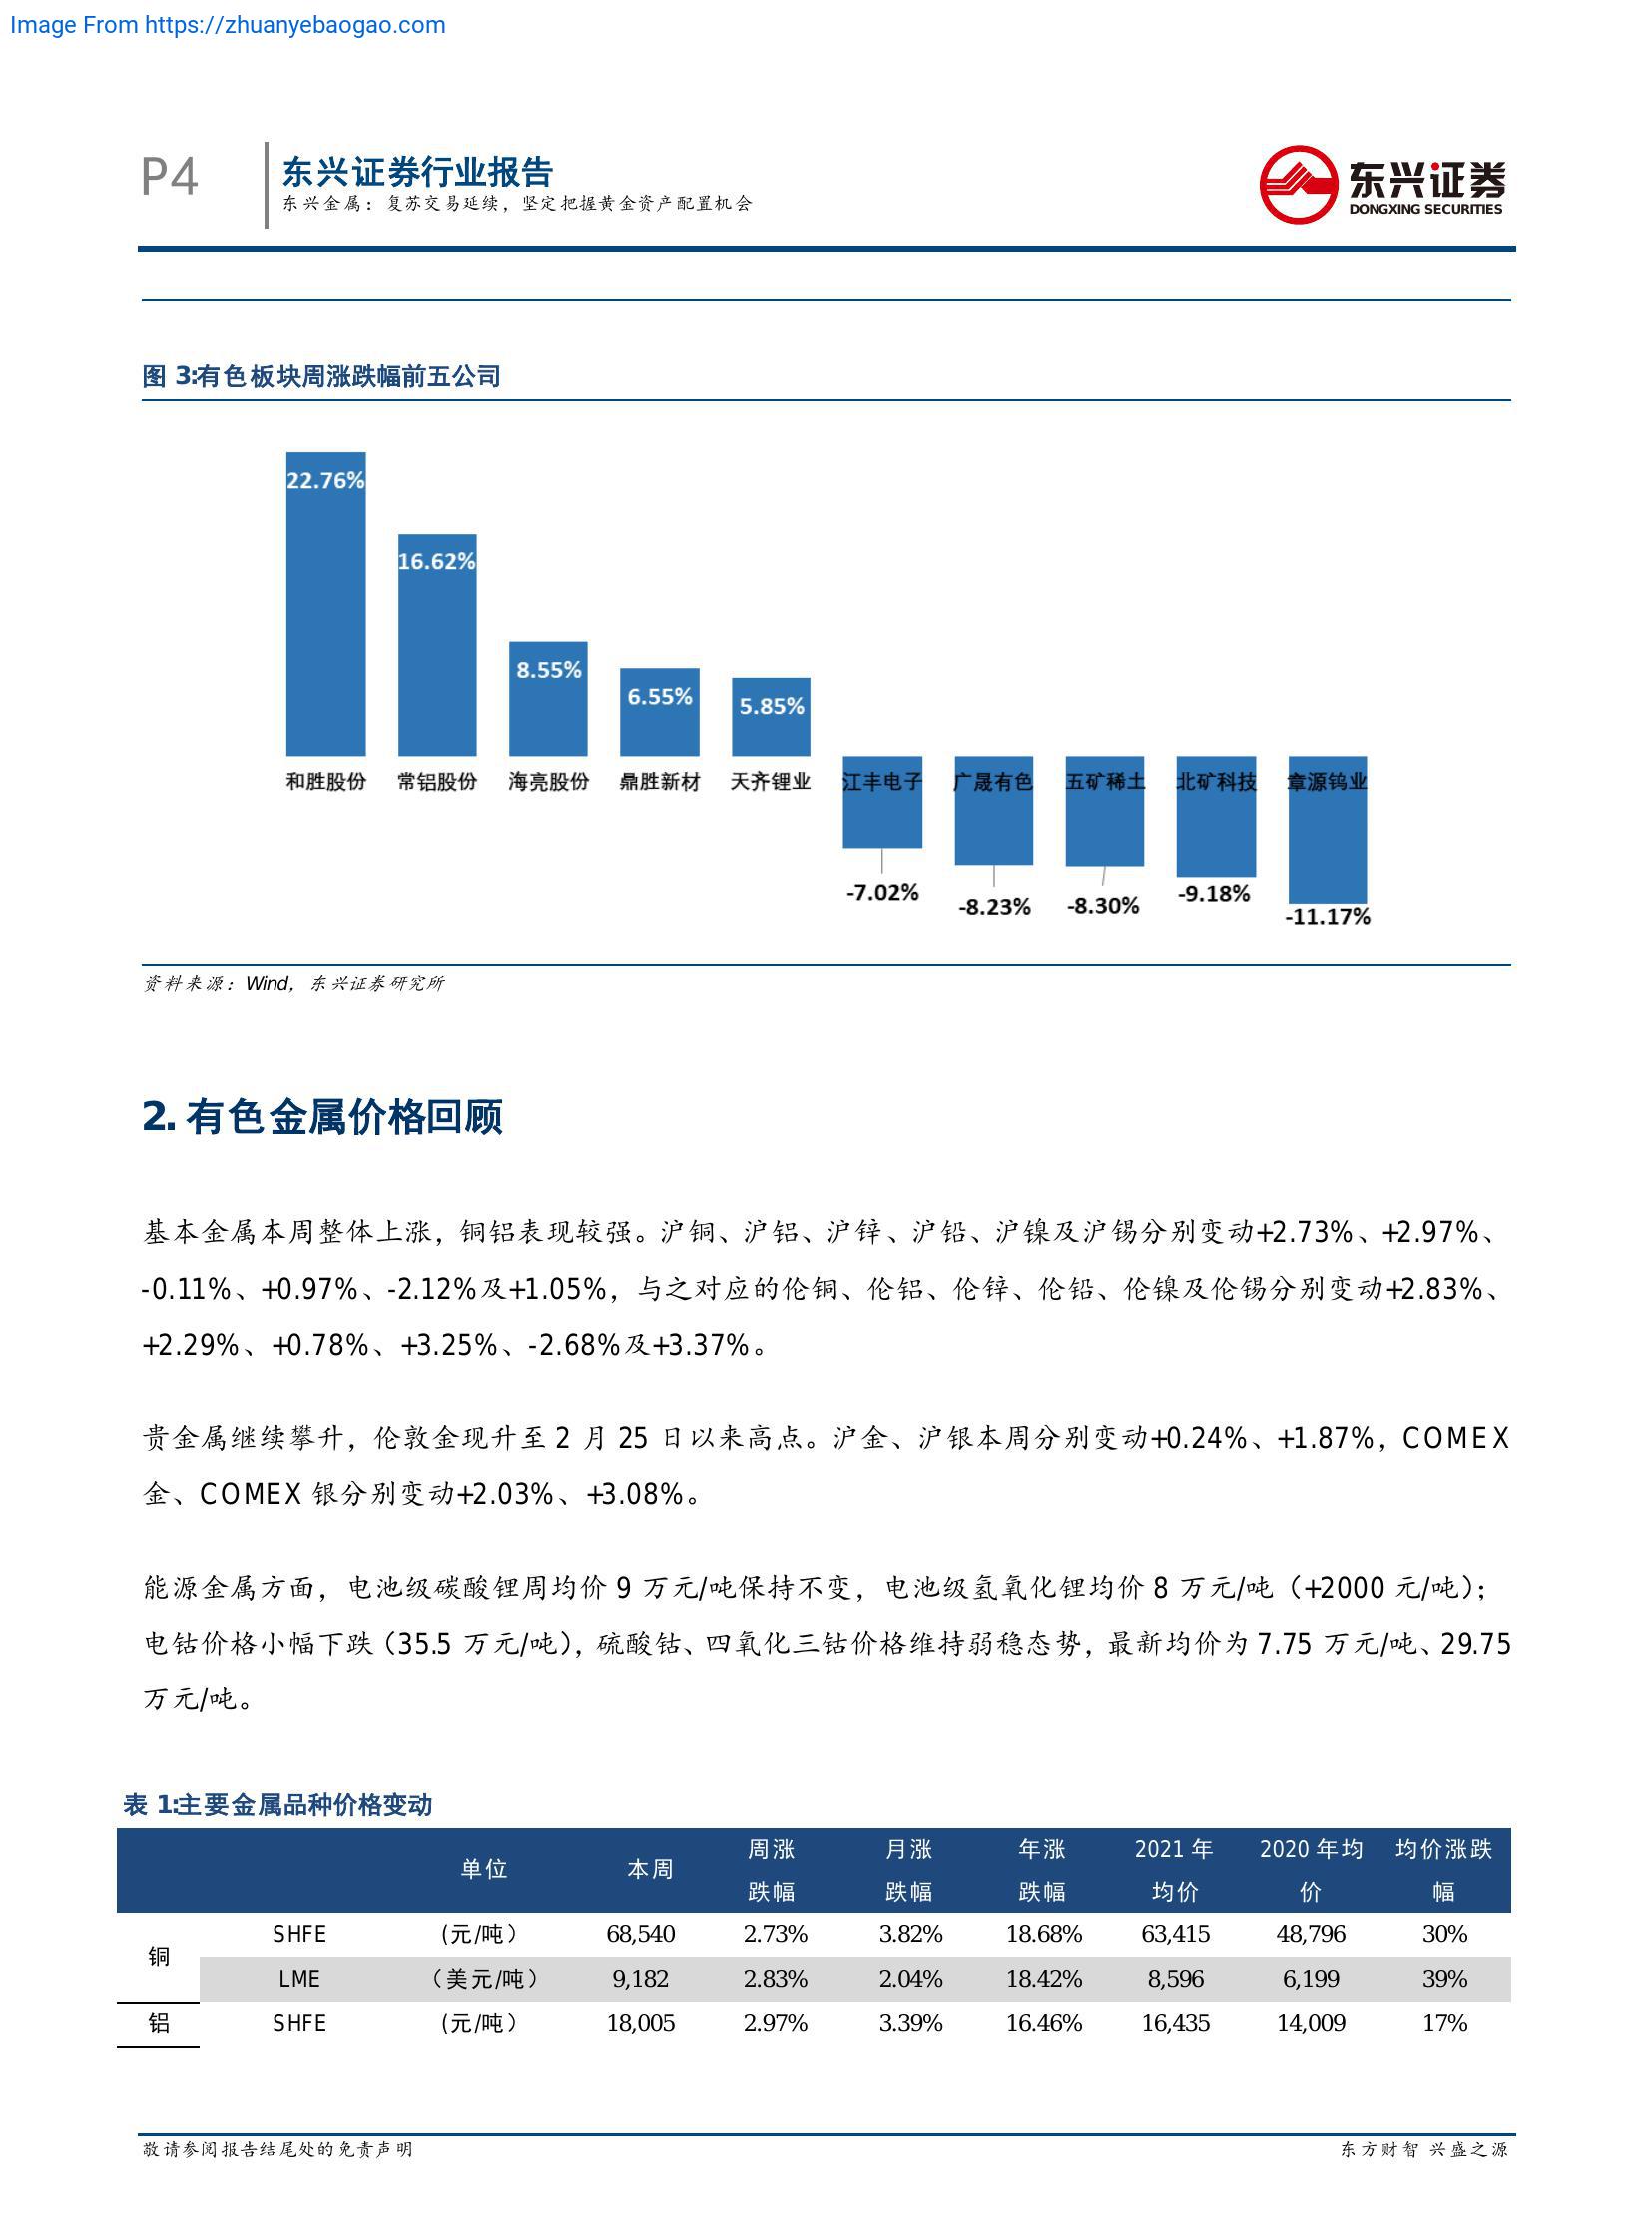 Image From https://zhuanyebaogao.com
P4
东兴证券行业报告
东兴金属：复苏交易延续，坚定把握黄金资产配置机会
东兴证券
DONGXING SECURITIES
图 3:有色板块周涨跌幅前五公司
22.76%
16.62%
8.55%
6.55%
5.85%
和胜股份 常铝股份 海亮股份 鼎胜新材 天齐锂业 江丰电子 广晟有色 五矿稀土 北矿科技 章源钨业
-7.02%
-8.23%
-8.30%
-9.18%
-11.17%
资料来源：Wind，东兴证券研究所
2. 有色金属价格回顾
基本金属本周整体上涨，铜铝表现较强。沪铜、沪铝、沪锌、沪铅、沪镍及沪锡分别变动+2.73%、+2.97%、
-0.11%、+0.97%、-2.12%及+1.05%，与之对应的伦铜、伦铝、伦锌、伦铅、伦镍及伦锡分别变动+2.83%、
+2.29%、+0.78%、+3.25%、-2.68%及+3.37%。
贵金属继续攀升，伦敦金现升至 2 月 25 日以来高点。沪金、沪银本周分别变动+0.24%、+1.87%，COMEX
金、COMEX 银分别变动+2.03%、+3.08%。
能源金属方面，电池级碳酸锂周均价 9 万元/吨保持不变，电池级氢氧化锂均价 8 万元/吨（+2000 元/吨）；
电钴价格小幅下跌（35.5 万元/吨），硫酸钴、四氧化三钴价格维持弱稳态势，最新均价为 7.75 万元/吨、29.75
万元/吨。
表 1:主要金属品种价格变动
单位 本周 周涨跌幅 月涨跌幅 年涨跌幅 2021 年均价 2020 年均价 均价涨跌幅
铜 SHFE （元/吨） 68,540 2.73% 3.82% 18.68% 63,415 48,796 30%
LME （美元/吨） 9,182 2.83% 2.04% 18.42% 8,596 6,199 39%
铝 SHFE （元/吨） 18,005 2.97% 3.39% 16.46% 16,435 14,009 17%
敬请参阅报告结尾处的免责声明
东方财智 兴盛之源